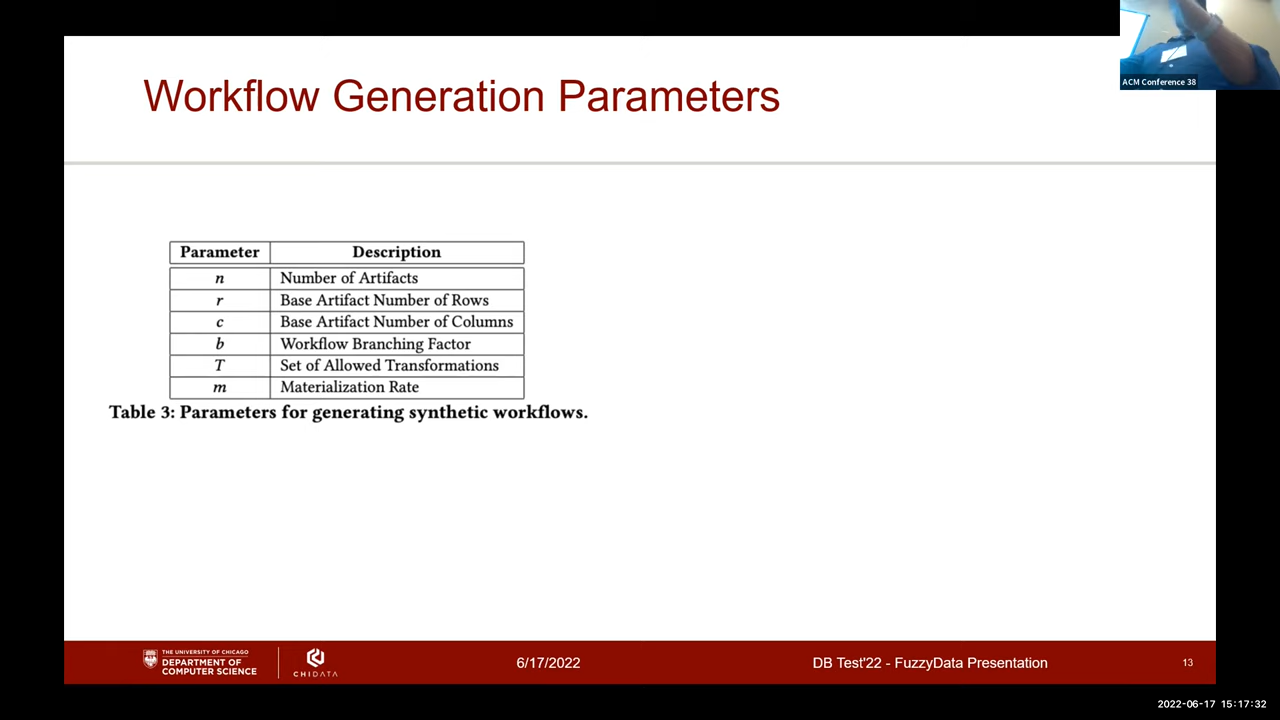 ACM Conference 38
Workflow Generation Parameters
Parameter Description
n Number of Artifacts
r Base Artifact Number of Rows
c Base Artifact Number of Columns
b Workflow Branching Factor
T Set of Allowed Transformations
m Materialization Rate
Table 3: Parameters for generating synthetic workflows.
THE UNIVERSITY OF CHICAGO
DEPARTMENT OF
COMPUTER SCIENCE
CHIDATA
6/17/2022
DB Test'22 - FuzzyData Presentation
13
2022-06-17 15:17:32